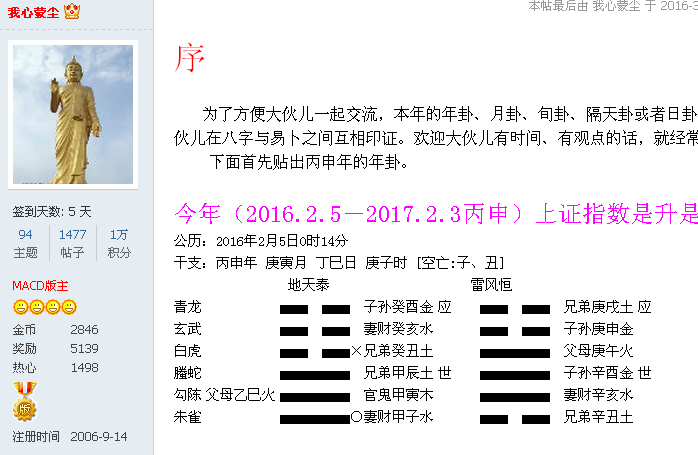 我心蒙尘
签到天数: 5 天
94 1477 1万
主题 帖子 积分
MACD版主
金币 2846
奖励 5139
热心 1498
版
注册时间 2006-9-14
本帖最后由 我心蒙尘 于 2016-3
序
为了方便大伙儿一起交流，本年的年卦、月卦、旬卦、隔天卦或者日卦
伙儿在八字与易卜之间互相印证。欢迎大伙儿有时间、有观点的话，就经常
下面首先贴出丙申年的年卦。
今年（2016.2.5－2017.2.3丙申）上证指数是升是
公历：2016年2月5日0时14分
干支：丙申年 庚寅月 丁巳日 庚子时 [空亡:子、丑]
地天泰 雷风恒
青龙 子孙癸酉金 应 兄弟庚戌土 应
玄武 妻财癸亥水 子孙庚申金
白虎 ×兄弟癸丑土 父母庚午火
螣蛇 兄弟甲辰土 世 子孙辛酉金 世
勾陈 父母乙巳火 官鬼甲寅木 妻财辛亥水
朱雀 ○妻财甲子水 兄弟辛丑土